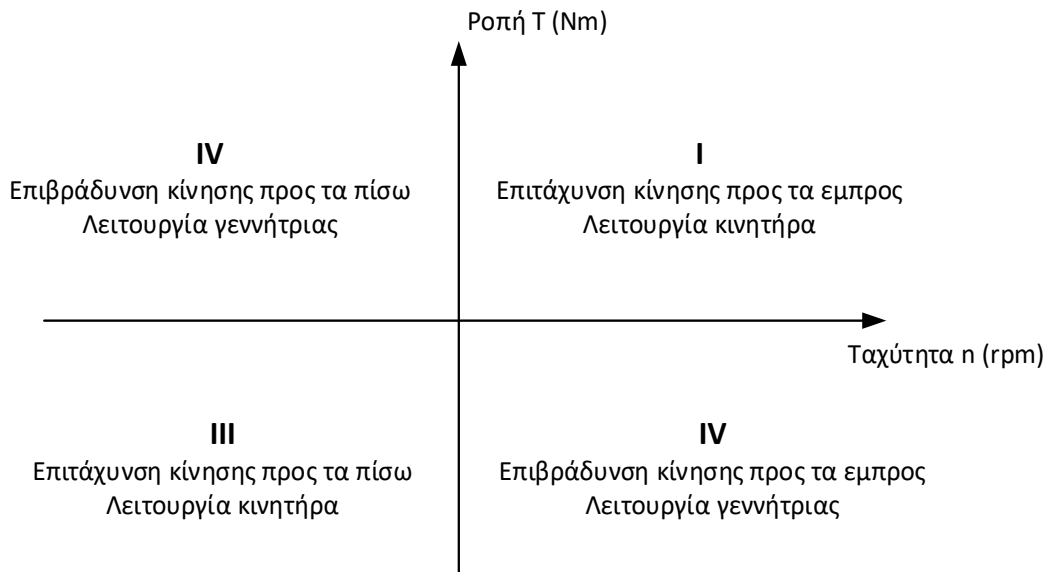 Ροπή T (Nm)
IV
Επιβράδυνση κίνησης προς τα πίσω
Λειτουργία γεννήτριας
I
Επιτάχυνση κίνησης προς τα εμπρος
Λειτουργία κινητήρα
Ταχύτητα n (rpm)
III
Επιτάχυνση κίνησης προς τα πίσω
Λειτουργία κινητήρα
IV
Επιβράδυνση κίνησης προς τα εμπρος
Λειτουργία γεννήτριας